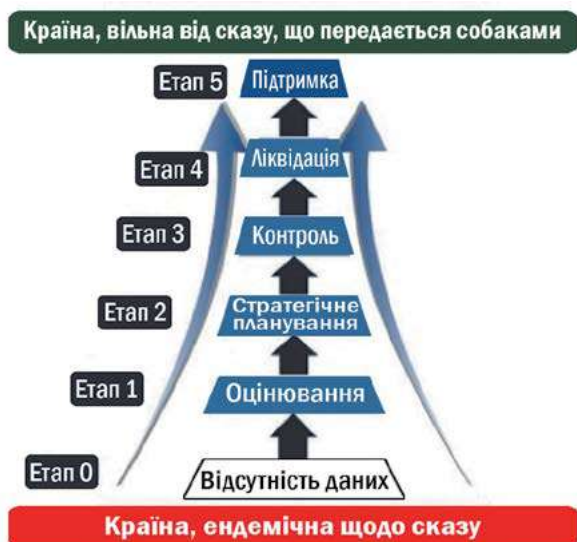 Країна, вільна від сказу, що передається собаками
Етап 5
Підтримка
Етап 4
Ліквідація
Етап 3
Контроль
Етап 2
Стратегічне
планування
Етап 1
Оцінювання
Етап 0
Відсутність даних
Країна, ендемічна щодо сказу